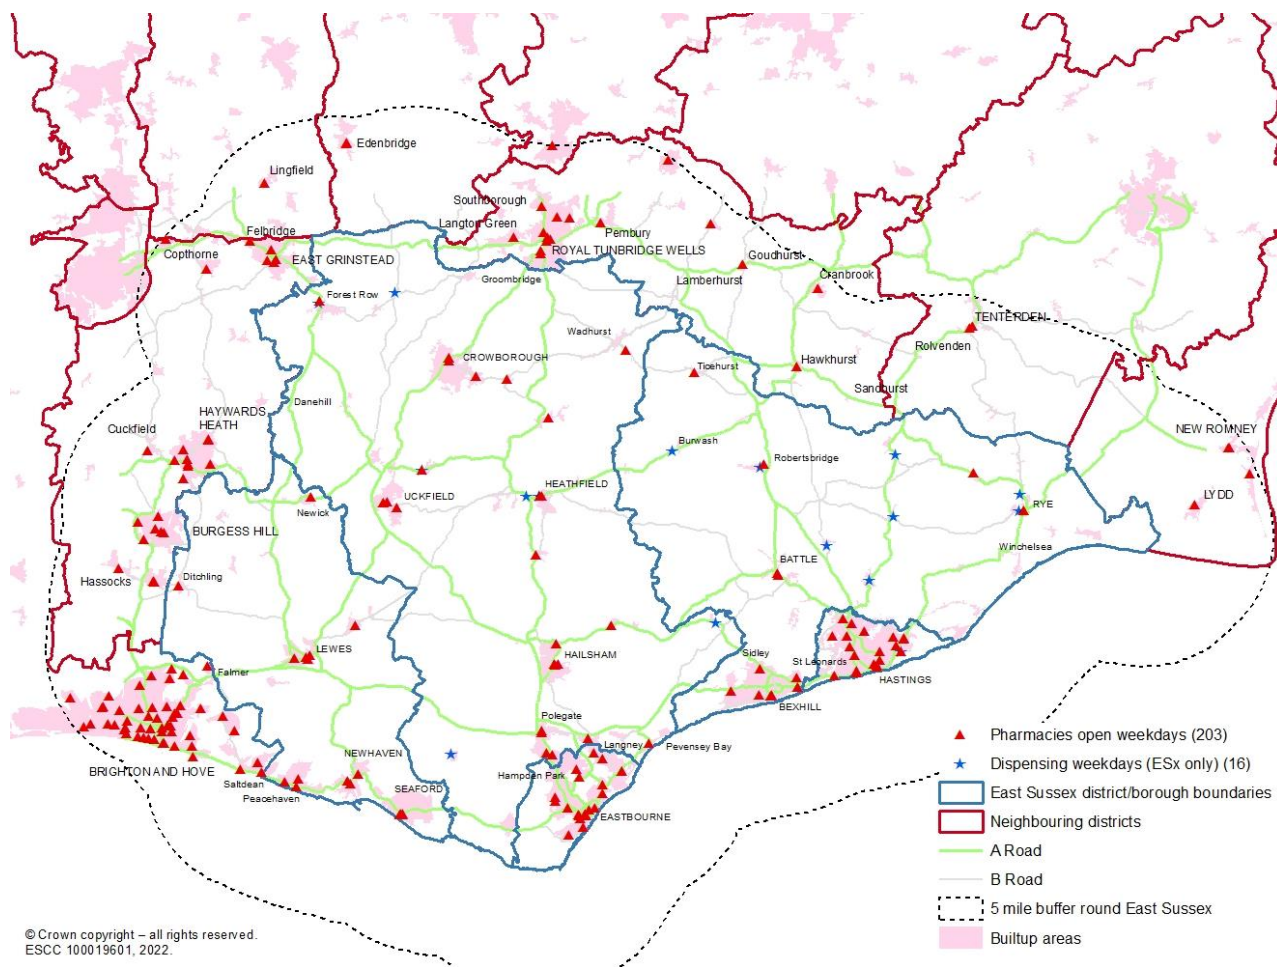 Edenbridge
Lingfield
Southborough
Langton Green
Pembury
Felbridge
Copthorne
EAST GRINSTEAD
ROYAL TUNBRIDGE WELLS
Goudhurst
Groombridge
Lamberhurst
Cranbrook
Forest Row
TENTERDEN
Wadhurst
Rolvenden
CROWBOROUGH
Ticehurst
Hawkhurst
Sandhurst
Danehill
HAYWARDS
HEATH
Cuckfield
NEW ROMNEY
Burwash
Robertsbridge
HEATHFIELD
UCKFIELD
LYDD
Newick
RYE
BURGESS HILL
Winchelsea
BATTLE
Hassocks
Ditchling
LEWES
HAILSHAM
Sidley
St Leonards
Falmer
HASTINGS
BEXHILL
Polegate
Langney
Pevensey Bay
NEWHAVEN
BRIGHTON AND HOVE
Hampden Park
Saltdean
SEAFORD
Peacehaven
EASTBOURNE
Pharmacies open weekdays (203)
Dispensing weekdays (ESx only) (16)
East Sussex district/borough boundaries
Neighbouring districts
A Road
B Road
5 mile buffer round East Sussex
Builtup areas
© Crown copyright – all rights reserved.
ESCC 100019601, 2022.